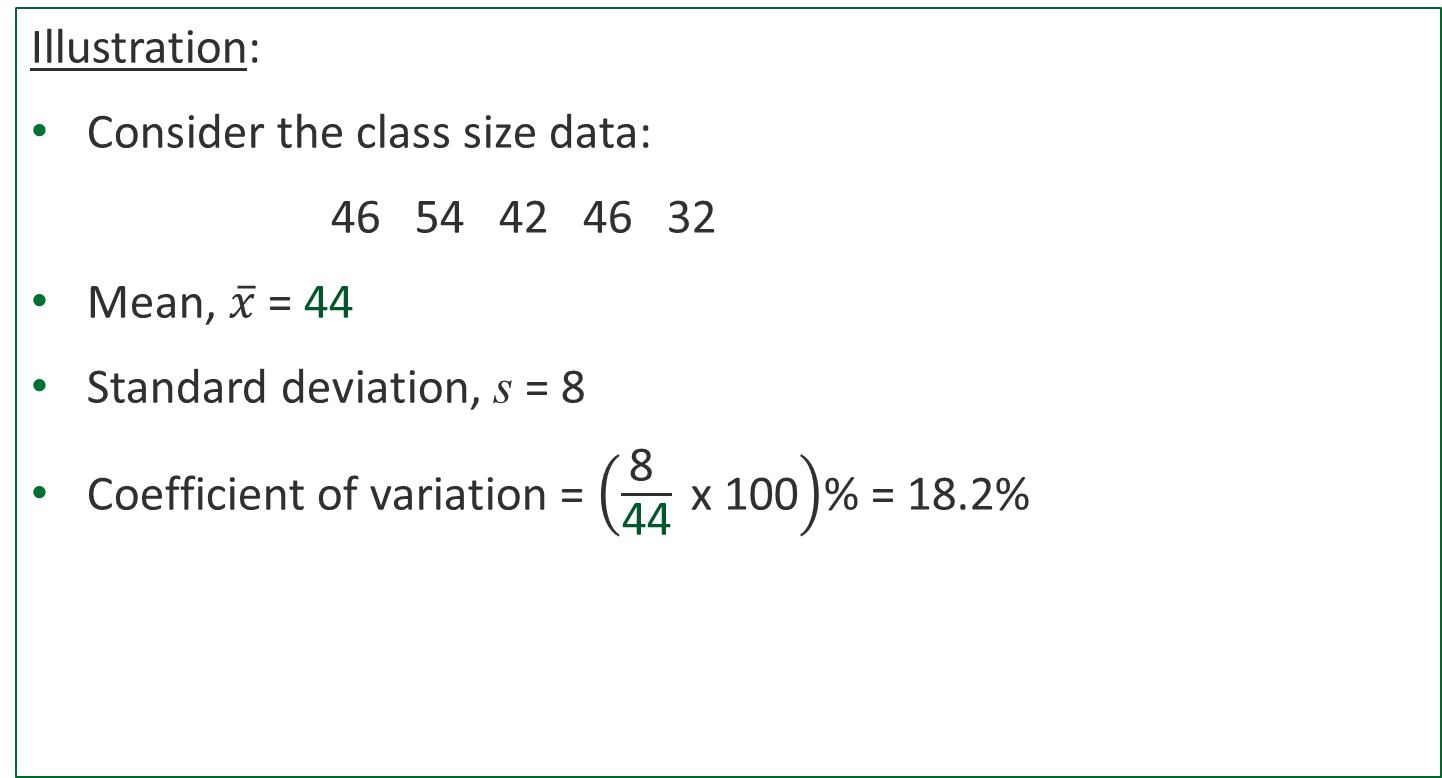 Illustration:
• Consider the class size data:
46 54 42 46 32
• Mean, x̄ = 44
• Standard deviation, s = 8
• Coefficient of variation = (8/44 x 100)% = 18.2%